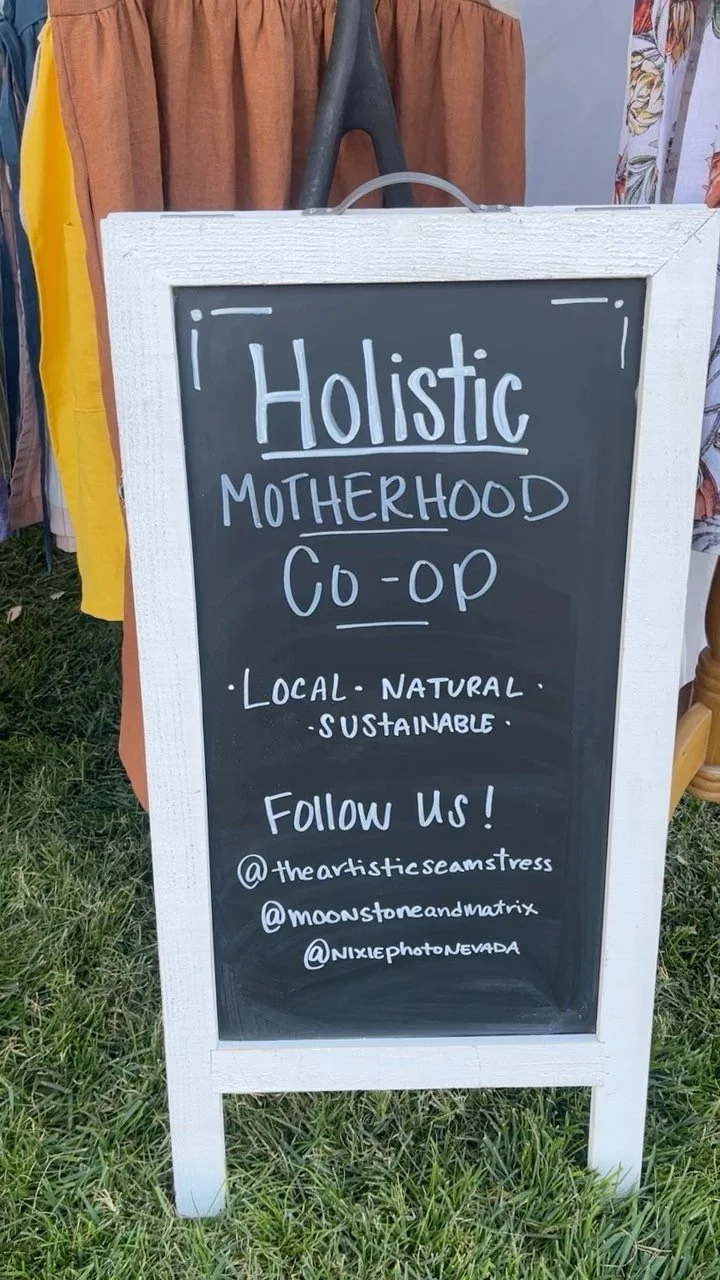 Holistic
MOTHERHOOD
Co-op
·LOCAL· NATURAL·
·SUSTAINABLE·
Follow Us!
@theartisticseamstress
@moonstoneandmatrix
@NIXIEphotoNEVADA